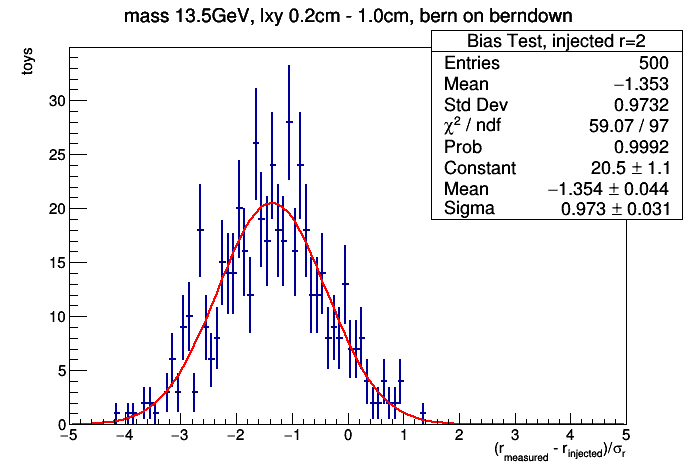 mass 13.5GeV, lxy 0.2cm - 1.0cm, bern on berndown
Bias Test, injected r=2
Entries 500
Mean −1.353
Std Dev 0.9732
χ² / ndf 59.07 / 97
Prob 0.9992
Constant 20.5 ± 1.1
Mean −1.354 ± 0.044
Sigma 0.973 ± 0.031
toys
30
25
20
15
10
5
0
−5 −4 −3 −2 −1 0 1 2 3 4 5
(r_measured - r_injected)/σ_r